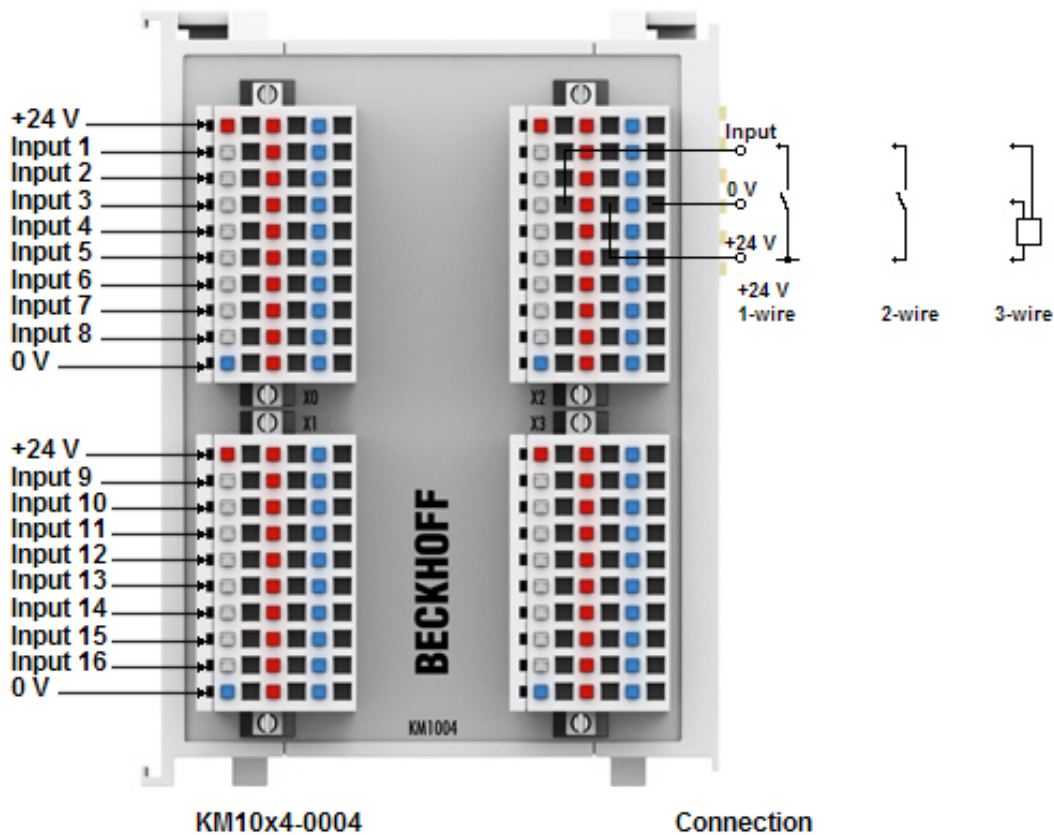 +24 V
Input 1
Input 2
Input 3
Input 4
Input 5
Input 6
Input 7
Input 8
0 V
X0
X1
+24 V
Input 9
Input 10
Input 11
Input 12
Input 13
Input 14
Input 15
Input 16
0 V
BECKHOFF
KM1004
X2
X3
Input
0 V
+24 V
+24 V
1-wire
2-wire
3-wire
KM10x4-0004
Connection